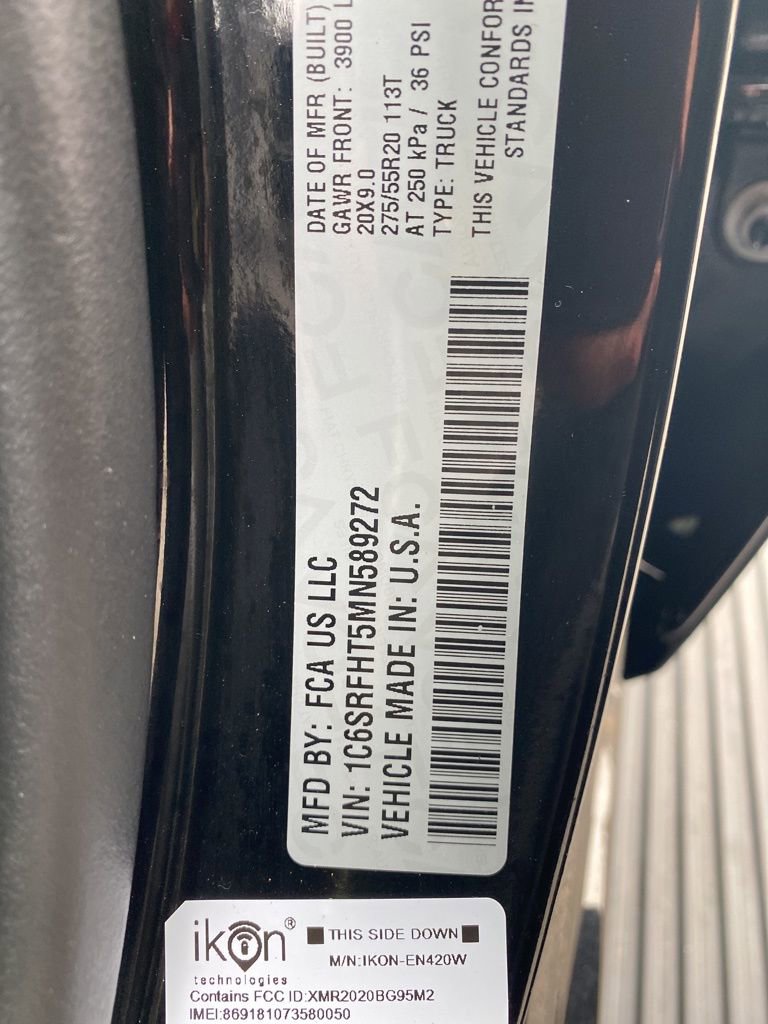 MFD BY: FCA US LLC
VIN: 1C6SRFHT5MN589272
VEHICLE MADE IN: U.S.A.
DATE OF MFR (BUILT)
GAWR FRONT: 3900 L
20X9.0
275/55R20 113T
AT 250 kPa / 36 PSI
TYPE: TRUCK
THIS VEHICLE CONFOR
STANDARDS IN
ikon®
technologies
THIS SIDE DOWN
M/N:IKON-EN420W
Contains FCC ID:XMR2020BG95M2
IMEI:869181073580050